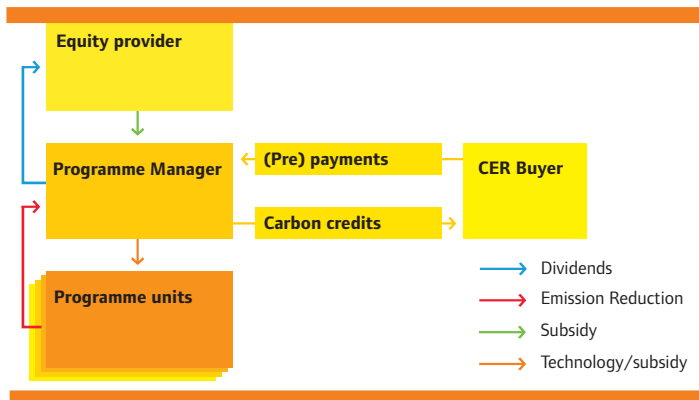 Equity provider
Programme Manager
(Pre) payments
CER Buyer
Carbon credits
Programme units
Dividends
Emission Reduction
Subsidy
Technology/subsidy